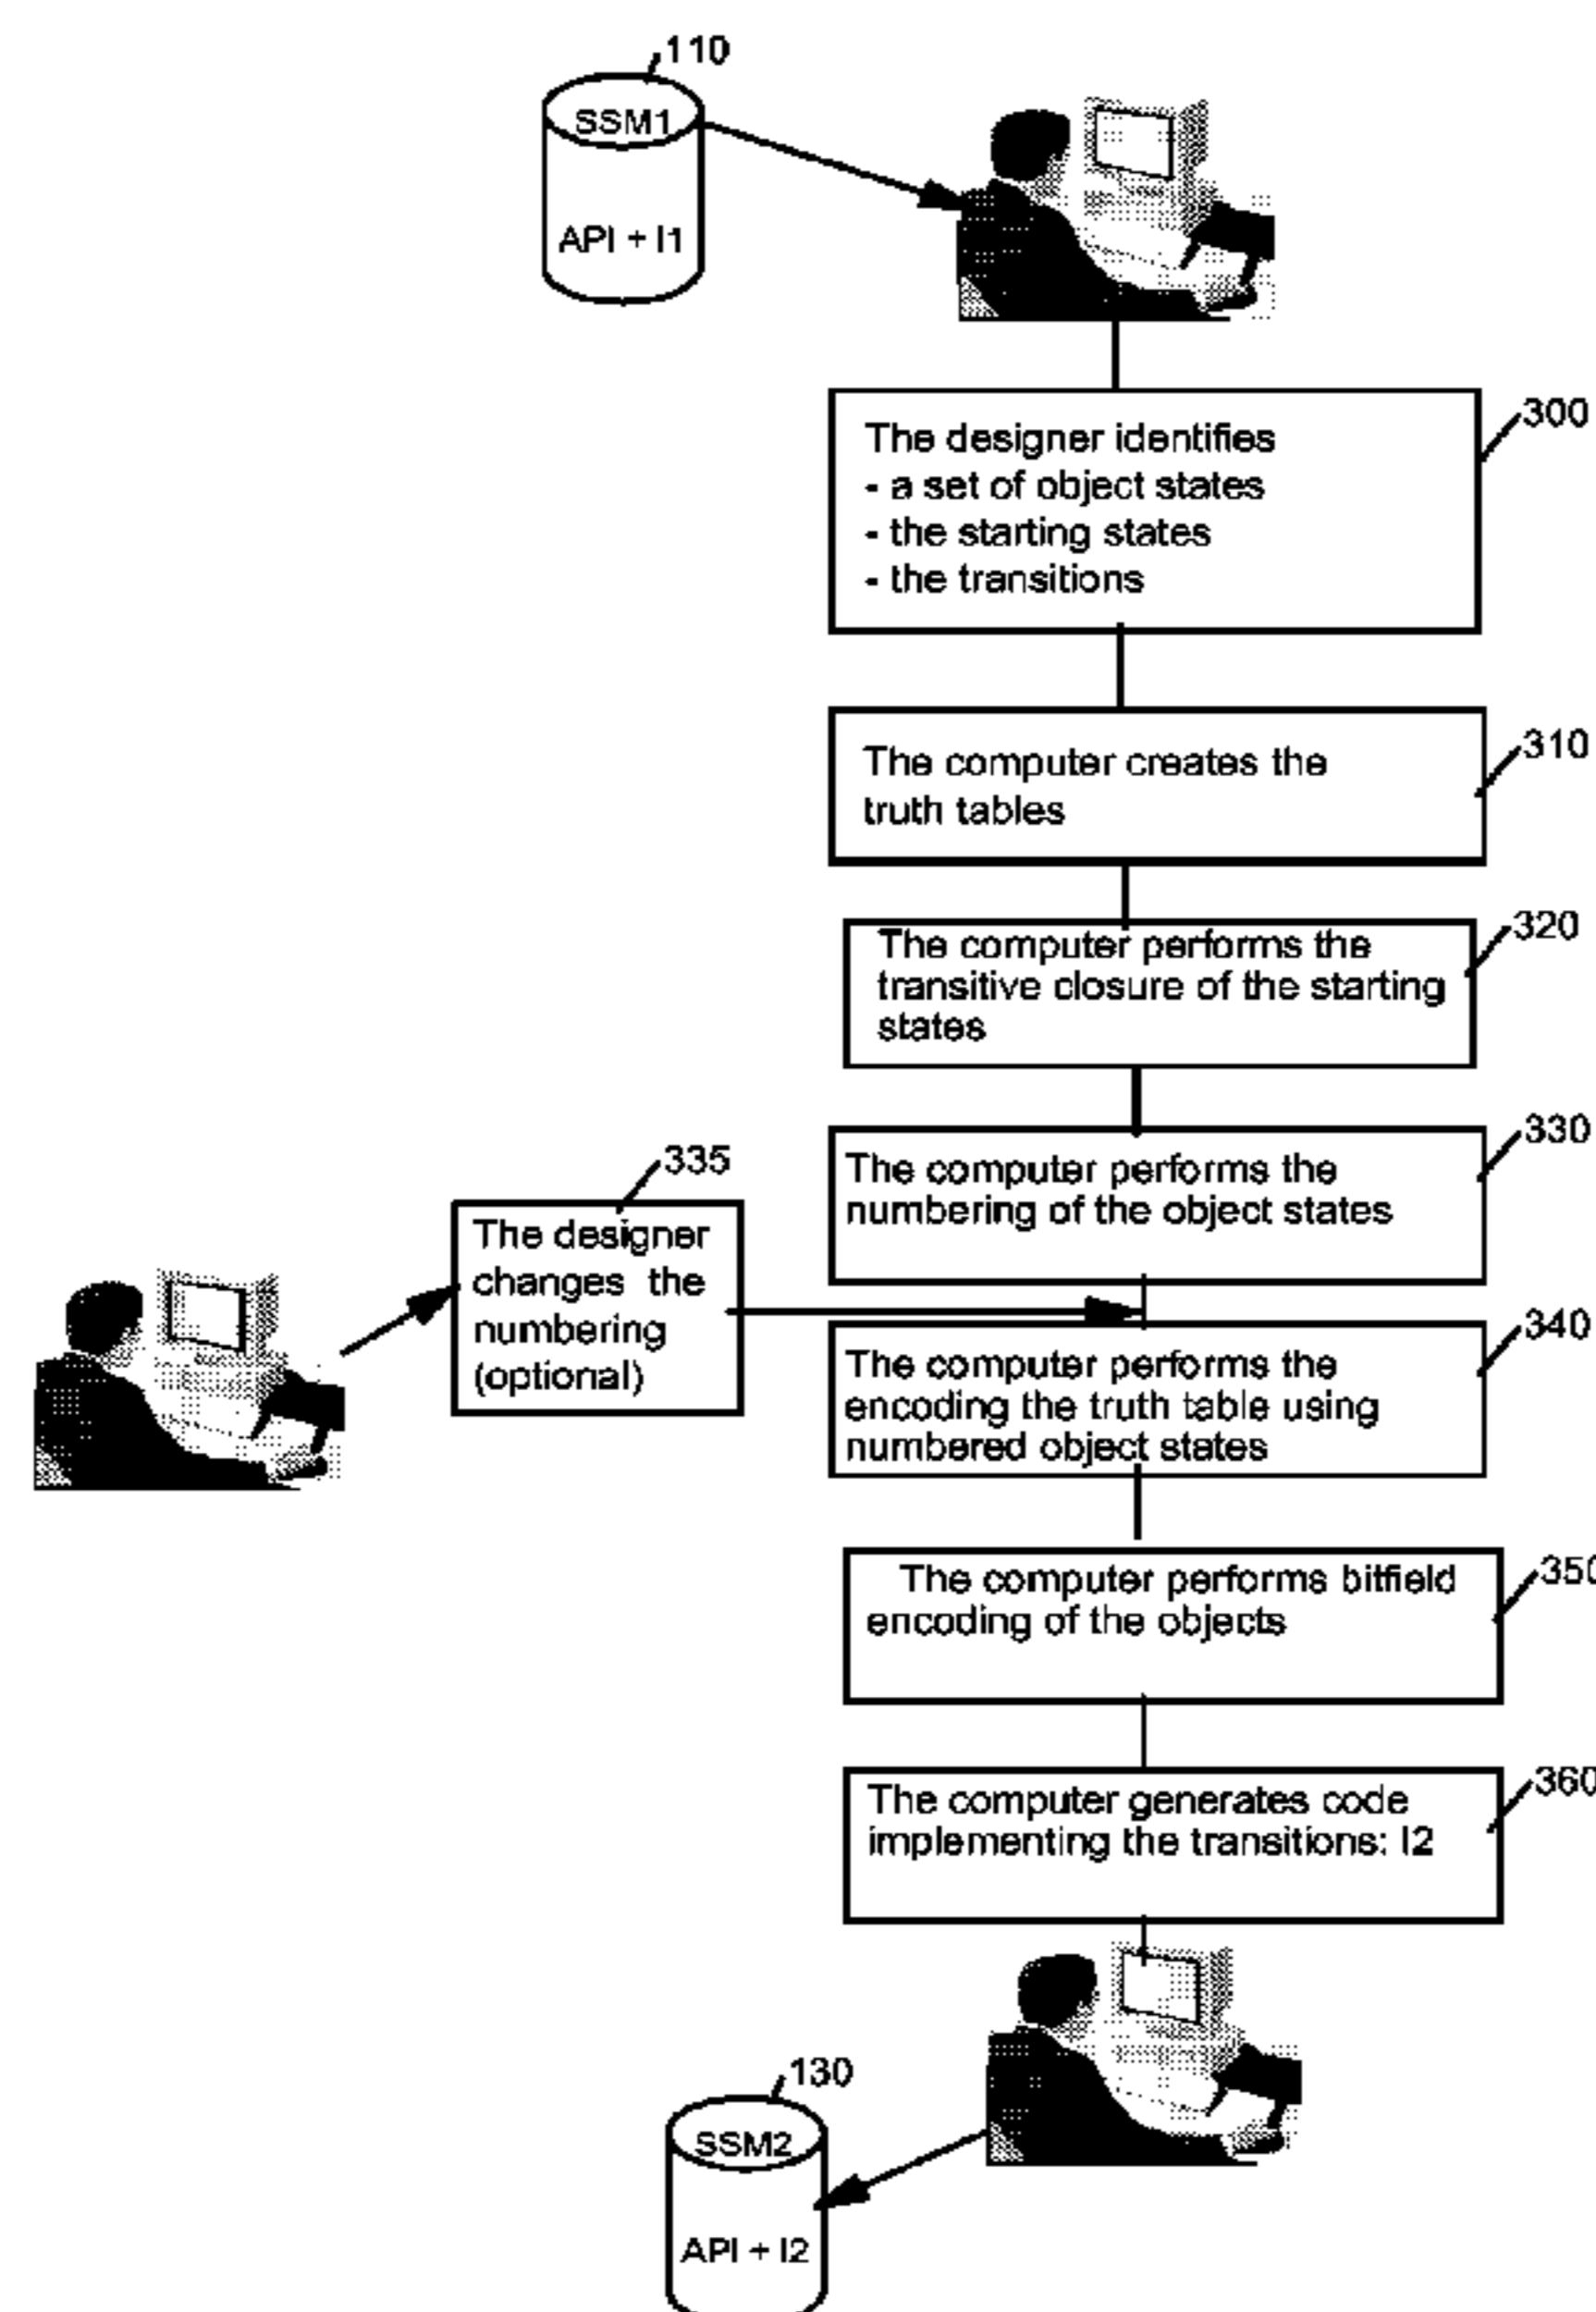 110
SSM1
API + I1
300
The designer identifies
- a set of object states
- the starting states
- the transitions
310
The computer creates the
truth tables
320
The computer performs the
transitive closure of the starting
states
330
The computer performs the
numbering of the object states
335
The designer
changes the
numbering
(optional)
340
The computer performs the
encoding the truth table using
numbered object states
350
The computer performs bitfield
encoding of the objects
360
The computer generates code
implementing the transitions: I2
130
SSM2
API + I2